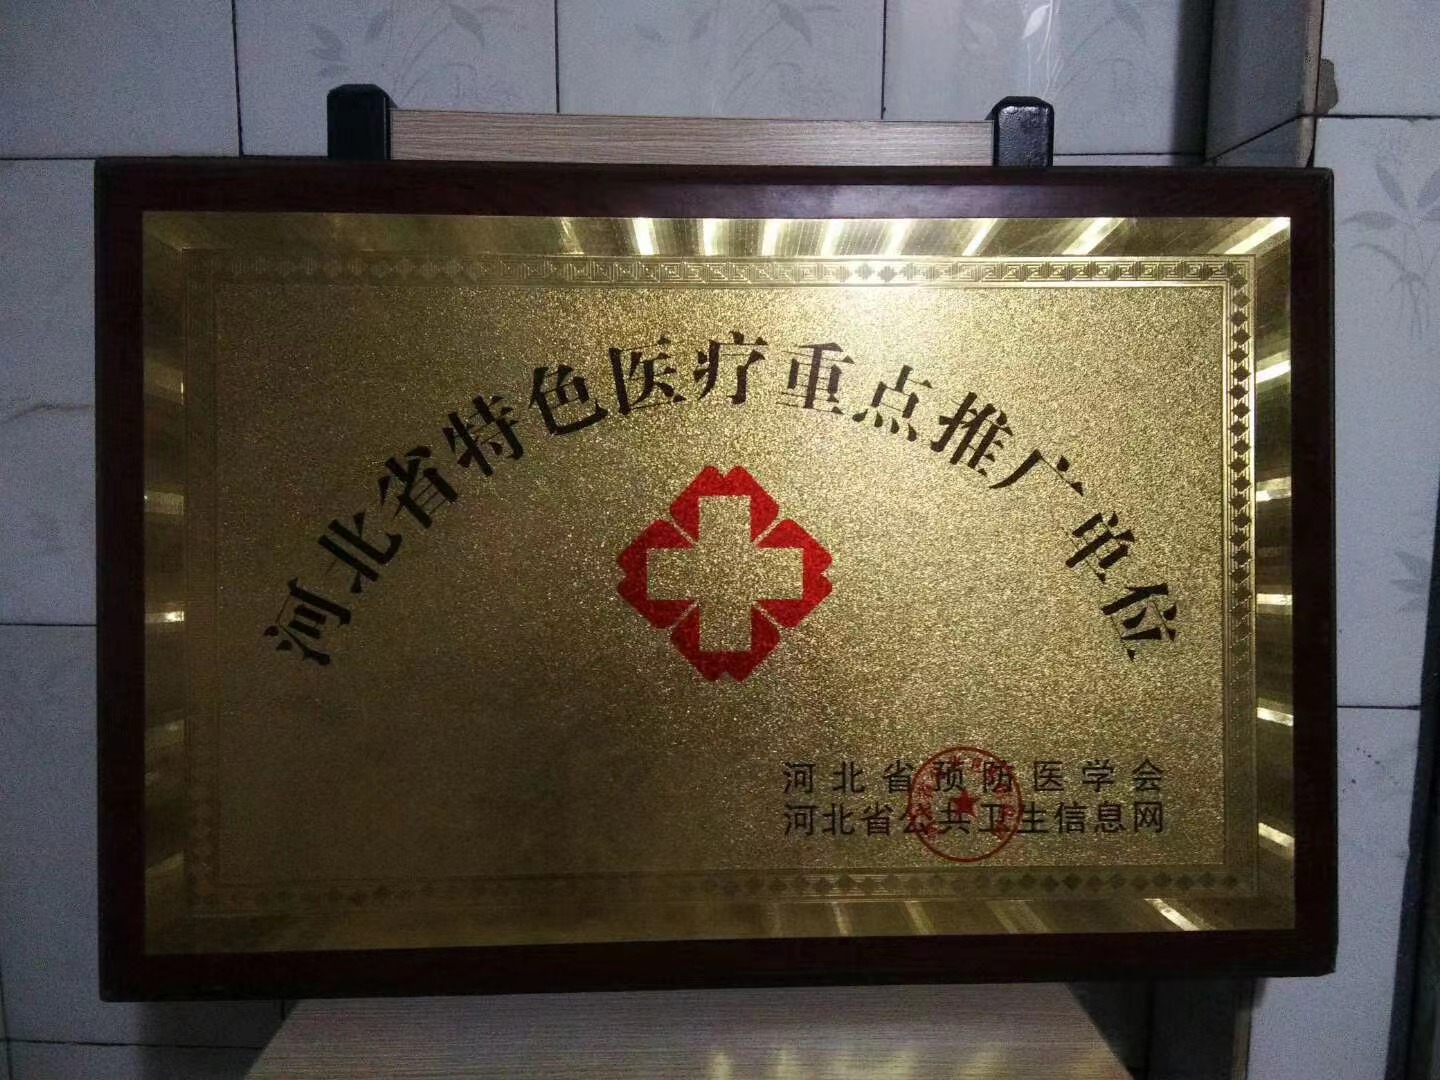 河北省特色医疗重点推广单位
河北省预防医学会
河北省公共卫生信息网